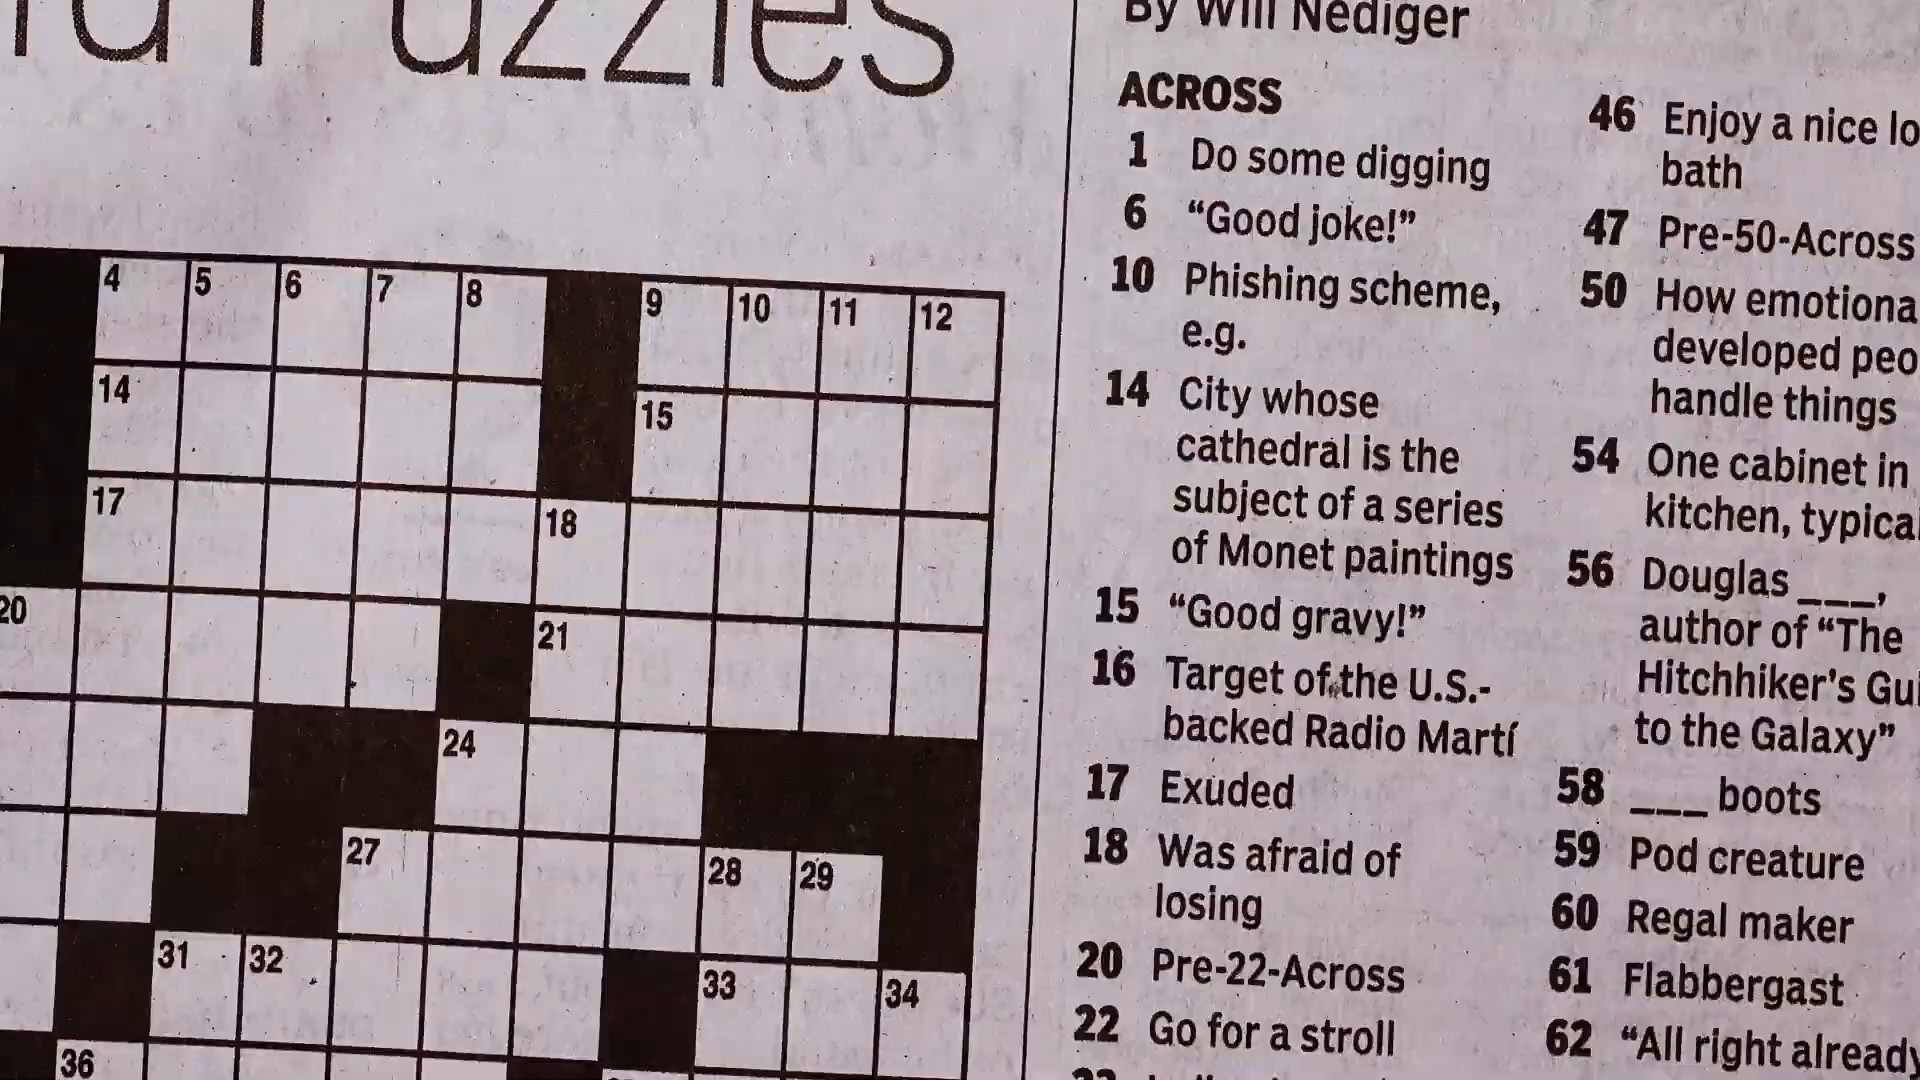 Puzzles
By Will Nediger
4 5 6 7 8 9 10 11 12
14 15
17 18
20 21
24
27 28 29
31 32 33 34
36
ACROSS
1 Do some digging
6 “Good joke!”
10 Phishing scheme,
e.g.
14 City whose
cathedral is the
subject of a series
of Monet paintings
15 “Good gravy!”
16 Target of the U.S.-
backed Radio Martí
17 Exuded
18 Was afraid of
losing
20 Pre-22-Across
22 Go for a stroll
46 Enjoy a nice lo
bath
47 Pre-50-Across
50 How emotiona
developed peo
handle things
54 One cabinet in
kitchen, typica
56 Douglas ___,
author of “The
Hitchhiker's Gui
to the Galaxy”
58 ___ boots
59 Pod creature
60 Regal maker
61 Flabbergast
62 “All right already